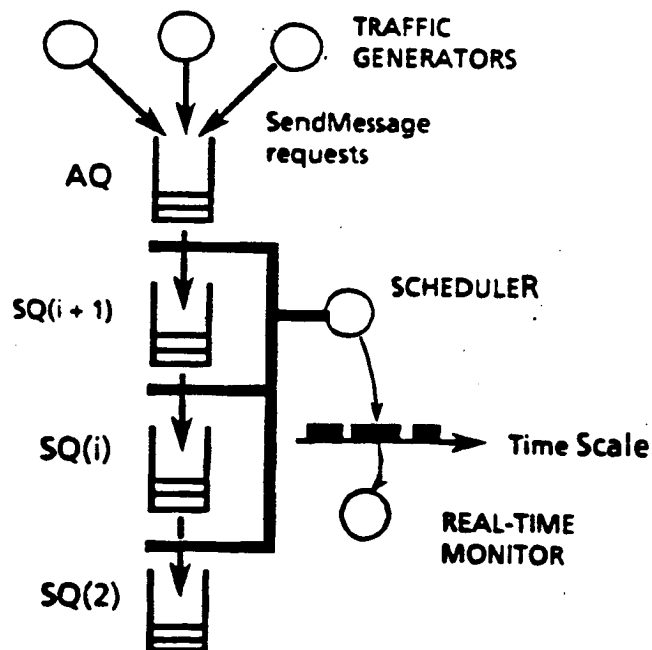 TRAFFIC
GENERATORS
SendMessage
requests
AQ
SQ(i + 1)
SCHEDULER
SQ(i)
Time Scale
REAL-TIME
MONITOR
SQ(2)